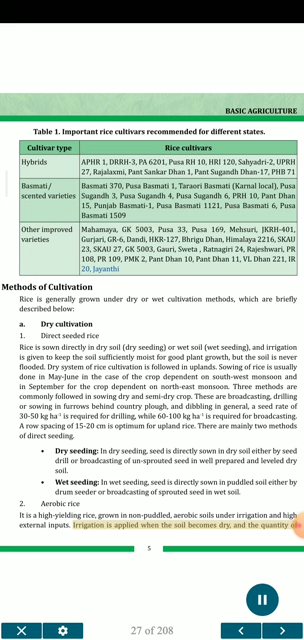 BASIC AGRICULTURE
Table 1. Important rice cultivars recommended for different states.
Cultivar type Rice cultivars
Hybrids APHR 1, DRRH-3, PA 6201, Pusa RH 10, HRI 120, Sahyadri-2, UPRH
27, Rajalaxmi, Pant Sankar Dhan 1, Pant Sugandh Dhan-17, PHB 71
Basmati/ Basmati 370, Pusa Basmati 1, Taraori Basmati (Karnal local), Pusa
scented varieties Sugandh 3, Pusa Sugandh 4, Pusa Sugandh 6, PRH 10, Pant Dhan
15, Punjab Basmati-1, Pusa Basmati 1121, Pusa Basmati 6, Pusa
Basmati 1509
Other improved Mahamaya, GK 5003, Pusa 33, Pusa 169, Mehsuri, JKRH-401,
varieties Gurjari, GR-6, Dandi, HKR-127, Bhrigu Dhan, Himalaya 2216, SKAU
23, SKAU 27, GK 5003, Gauri, Sweta , Ratnagiri 24, Rajeshwari, PR
108, PR 109, PMK 2, Pant Dhan 10, Pant Dhan 11, VL Dhan 221, IR
20, Jayanthi
Methods of Cultivation
Rice is generally grown under dry or wet cultivation methods, which are briefly
described below:
a. Dry cultivation
1. Direct seeded rice
Rice is sown directly in dry soil (dry seeding) or wet soil (wet seeding), and irrigation
is given to keep the soil sufficiently moist for good plant growth, but the soil is never
flooded. Dry system of rice cultivation is followed in uplands. Sowing of rice is usually
done in May-June in the case of the crop dependent on south-west monsoon and
in September for the crop dependent on north-east monsoon. Three methods are
commonly followed in sowing dry and semi-dry crop. These are broadcasting, drilling
or sowing in furrows behind country plough, and dibbling in general, a seed rate of
30-50 kg ha⁻¹ is required for drilling, while 60-100 kg ha⁻¹ is required for broadcasting.
A row spacing of 15-20 cm is optimum for upland rice. There are mainly two methods
of direct seeding.
• Dry seeding: In dry seeding, seed is directly sown in dry soil either by seed
drill or broadcasting of un-sprouted seed in well prepared and leveled dry
soil.
• Wet seeding: In wet seeding, seed is directly sown in puddled soil either by
drum seeder or broadcasting of sprouted seed in wet soil.
2. Aerobic rice
It is a high-yielding rice, grown in non-puddled, aerobic soils under irrigation and high
external inputs. Irrigation is applied when the soil becomes dry, and the quantity of
5
27 of 208